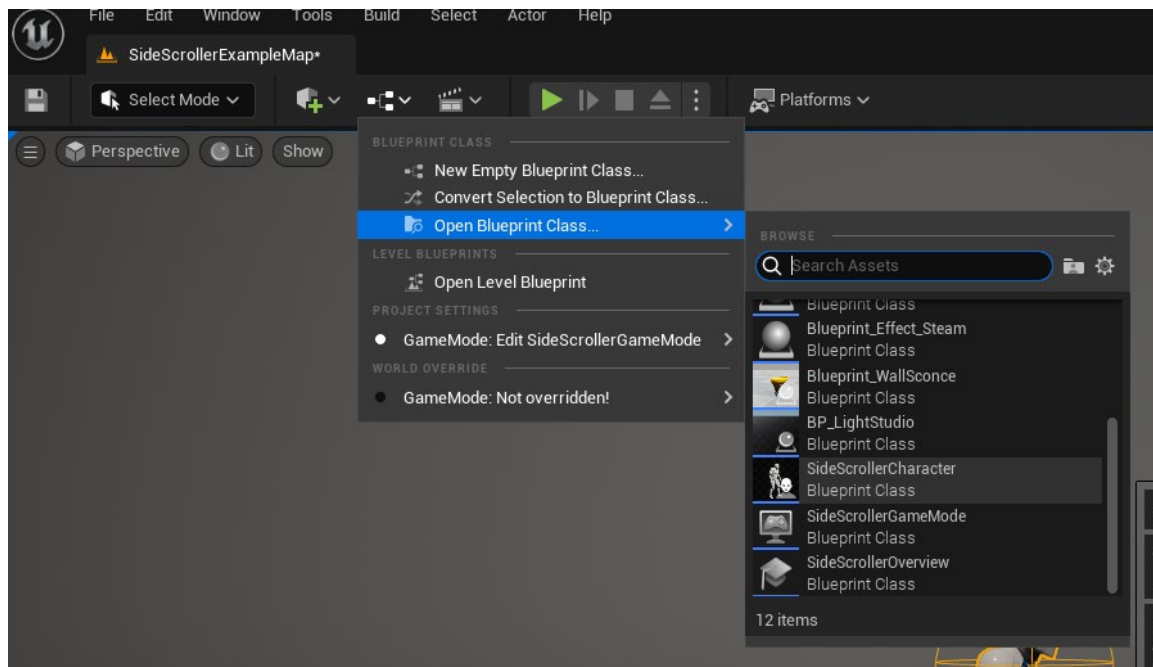 File Edit Window Tools Build Select Actor Help
SideScrollerExampleMap*
Select Mode
Platforms
Perspective Lit Show
BLUEPRINT CLASS
New Empty Blueprint Class...
Convert Selection to Blueprint Class...
Open Blueprint Class...
LEVEL BLUEPRINTS
Open Level Blueprint
PROJECT SETTINGS
GameMode: Edit SideScrollerGameMode
WORLD OVERRIDE
GameMode: Not overridden!
BROWSE
Search Assets
Blueprint Class
Blueprint_Effect_Steam
Blueprint Class
Blueprint_WallSconce
Blueprint Class
BP_LightStudio
Blueprint Class
SideScrollerCharacter
Blueprint Class
SideScrollerGameMode
Blueprint Class
SideScrollerOverview
Blueprint Class
12 items